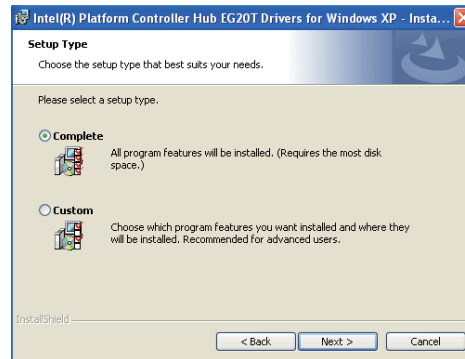 Intel(R) Platform Controller Hub EG20T Drivers for Windows XP - Insta...
Setup Type
Choose the setup type that best suits your needs.
Please select a setup type.
Complete
All program features will be installed. (Requires the most disk
space.)
Custom
Choose which program features you want installed and where they
will be installed. Recommended for advanced users.
InstallShield
< Back Next > Cancel